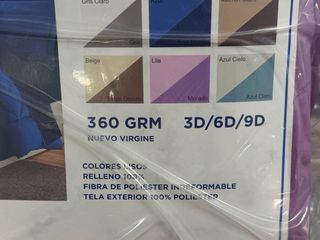 Gris Claro
Azul
Beige
Lila
Azul Cielo
Morado
Azul Claro
360 GRM 3D/6D/9D
NUEVO VIRGINE
COLORES LISOS
RELLENO 100%
FIBRA DE POLIESTER INDEFORMABLE
TELA EXTERIOR 100% POLIESTER